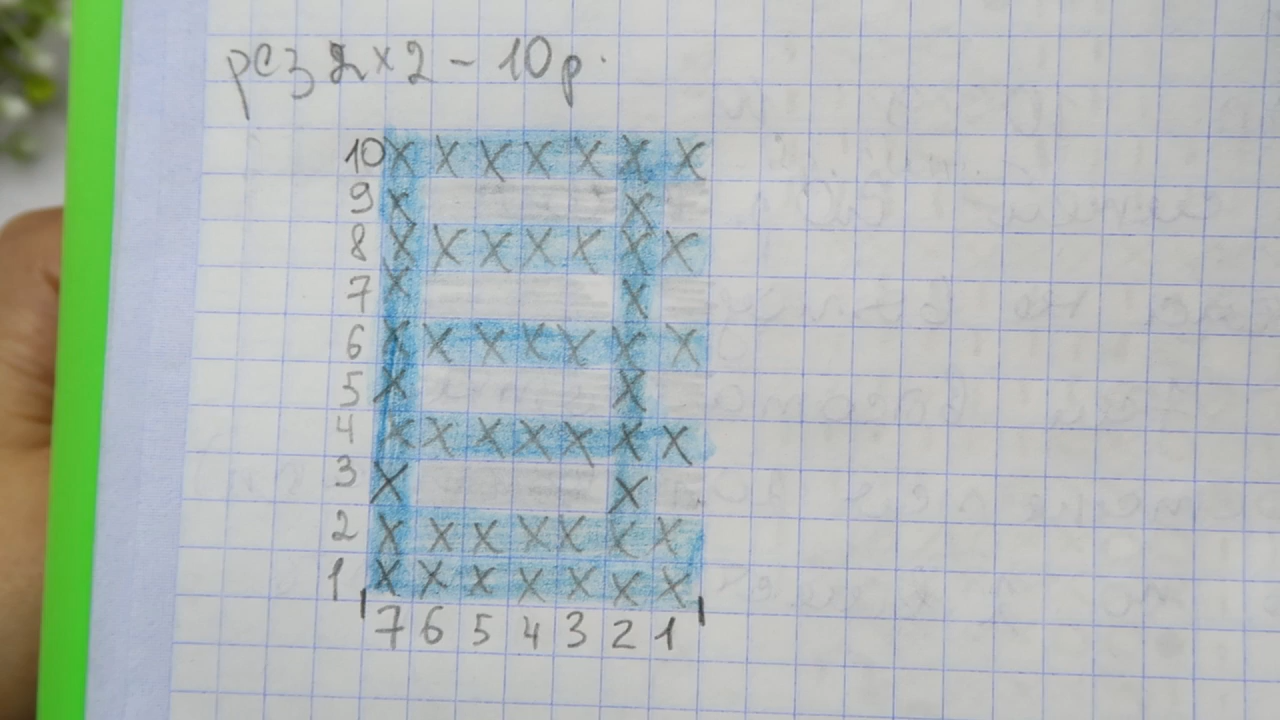 рез 2×2 - 10р.
10 X X X X X X X
9 X X
8 X X X X X X X
7 X X
6 X X X X X X X
5 X X
4 X X X X X X X
3 X X
2 X X X X X X X
1 X X X X X X X
7 6 5 4 3 2 1